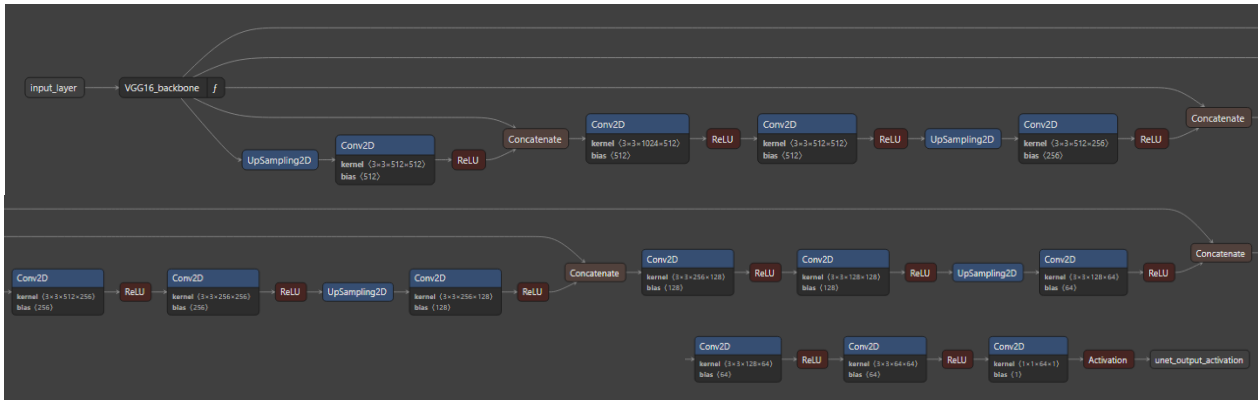 input_layer
VGG16_backbone
f
UpSampling2D
Conv2D
kernel ⟨3×3×512×512⟩
bias ⟨512⟩
ReLU
Concatenate
Conv2D
kernel ⟨3×3×1024×512⟩
bias ⟨512⟩
ReLU
Conv2D
kernel ⟨3×3×512×512⟩
bias ⟨512⟩
ReLU
UpSampling2D
Conv2D
kernel ⟨3×3×512×256⟩
bias ⟨256⟩
ReLU
Concatenate
Conv2D
kernel ⟨3×3×512×256⟩
bias ⟨256⟩
ReLU
Conv2D
kernel ⟨3×3×256×256⟩
bias ⟨256⟩
ReLU
UpSampling2D
Conv2D
kernel ⟨3×3×256×128⟩
bias ⟨128⟩
ReLU
Concatenate
Conv2D
kernel ⟨3×3×256×128⟩
bias ⟨128⟩
ReLU
Conv2D
kernel ⟨3×3×128×128⟩
bias ⟨128⟩
ReLU
UpSampling2D
Conv2D
kernel ⟨3×3×128×64⟩
bias ⟨64⟩
ReLU
Concatenate
Conv2D
kernel ⟨3×3×128×64⟩
bias ⟨64⟩
ReLU
Conv2D
kernel ⟨3×3×64×64⟩
bias ⟨64⟩
ReLU
Conv2D
kernel ⟨1×1×64×1⟩
bias ⟨1⟩
Activation
unet_output_activation